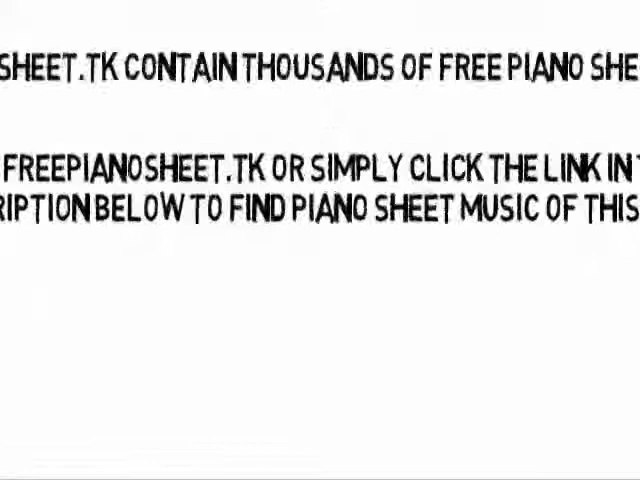 SHEET.TK CONTAIN THOUSANDS OF FREE PIANO SHE
FREEPIANOSHEET.TK OR SIMPLY CLICK THE LINK IN T
RIPTION BELOW TO FIND PIANO SHEET MUSIC OF THIS